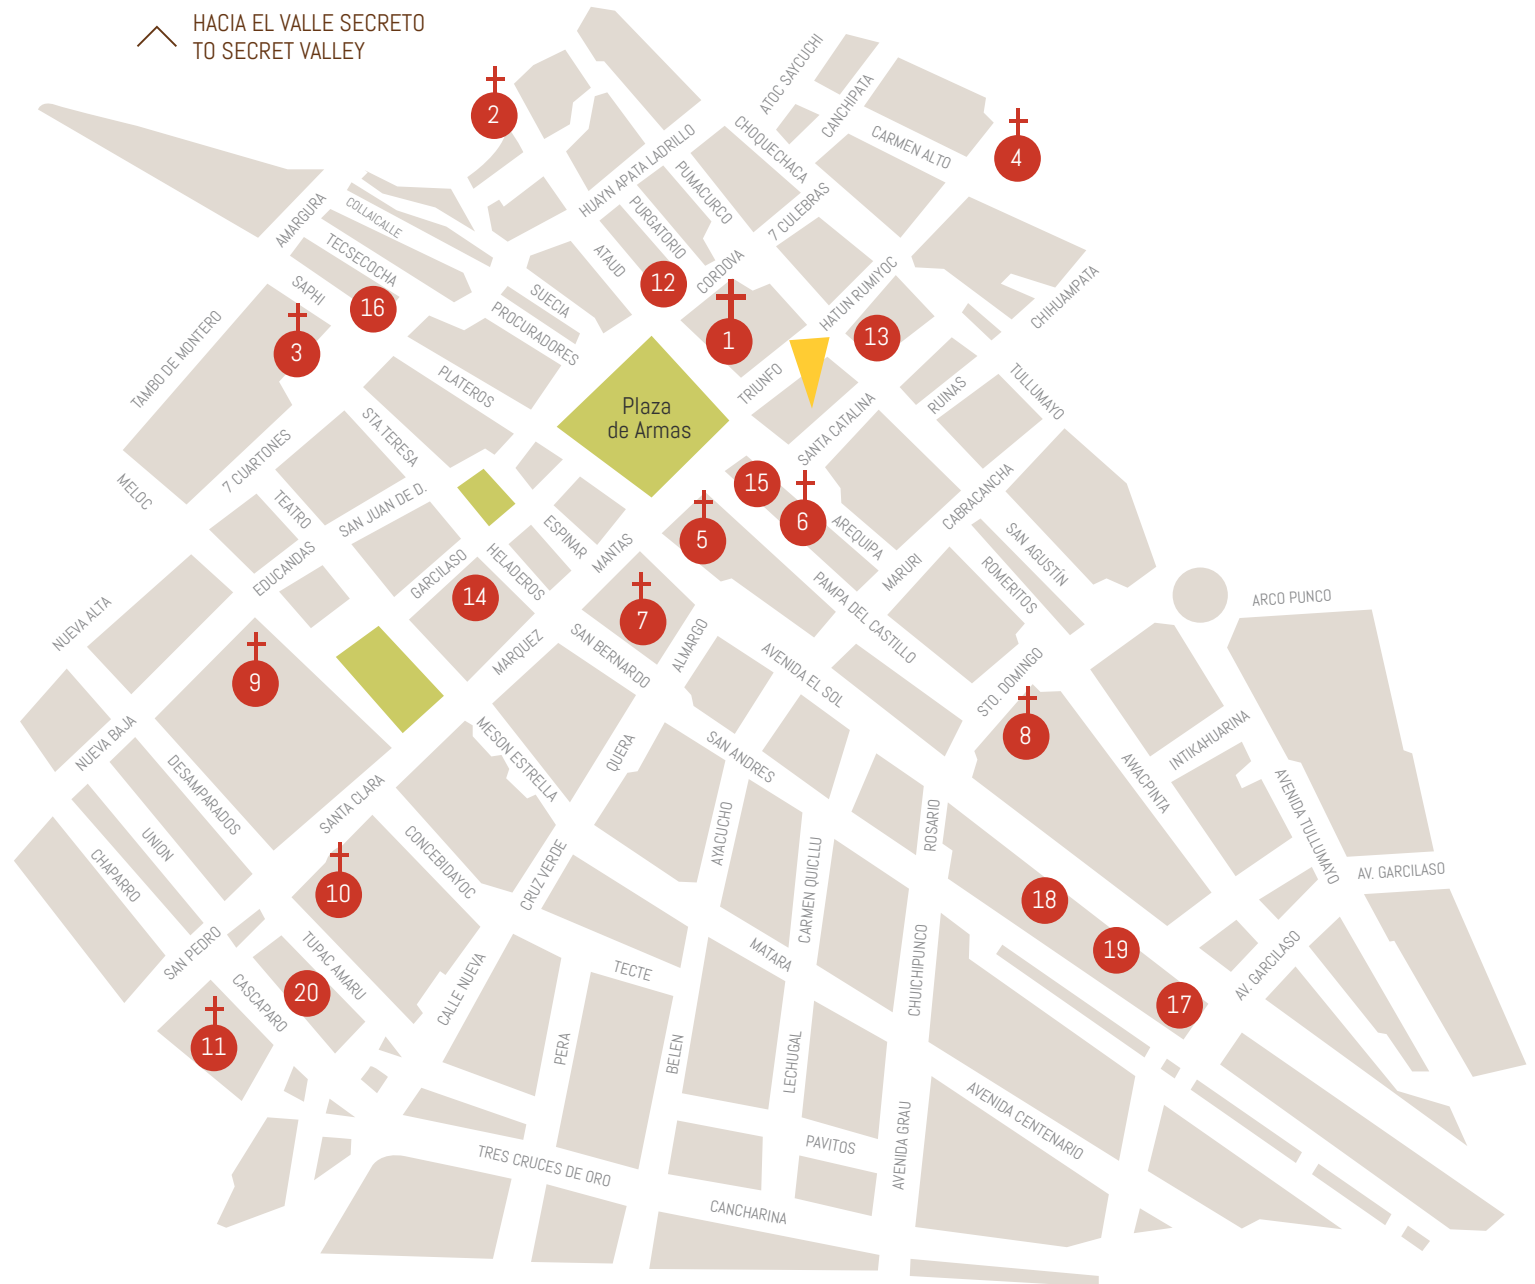 HACIA EL VALLE SECRETO
TO SECRET VALLEY
ATOC SAYCUCHI
CANCHIPATA
CHOQUECHACA
CARMEN ALTO
2
4
HUAYN APATA LADRILLO
PUMACURCO
7 CULEBRAS
PURGATORIO
AMARGURA
COLLAICALLE
TECSECOCHA
ATAUD
CORDOVA
HATUN RUMIYOC
CHIHUAMPATA
12
SAPHI
16
SUECIA
PROCURADORES
1
13
3
TAMBO DE MONTERO
PLATEROS
TRIUNFO
RUINAS
TULLUMAYO
Plaza
de Armas
STA.TERESA
SANTA CATALINA
7 CUARTONES
MELOC
TEATRO
SAN JUAN DE D.
15
6
CABRACANCHA
ESPINAR
MANTAS
5
AREQUIPA
SAN AGUSTÍN
EDUCANDAS
GARCILASO
HELADEROS
MARURI
ROMERITOS
14
7
PAMPA DEL CASTILLO
ARCO PUNCO
NUEVA ALTA
MARQUEZ
SAN BERNARDO
ALMARGO
AVENIDA EL SOL
STO. DOMINGO
9
8
NUEVA BAJA
MESON ESTRELLA
QUERA
SAN ANDRES
INTIKAHUARINA
DESAMPARADOS
AWACPINTA
SANTA CLARA
AYACUCHO
ROSARIO
AVENIDA TULLUMAYO
UNION
CHAPARRO
CONCEBIDAYOC
CRUZ VERDE
CARMEN QUICLLU
AV. GARCILASO
10
18
SAN PEDRO
TUPAC AMARU
MATARA
19
CHUICHIPUNCO
AV. GARCILASO
CASCAPARO
20
CALLE NUEVA
TECTE
17
11
PERA
BELEN
LECHUGAL
AVENIDA CENTENARIO
AVENIDA GRAU
PAVITOS
TRES CRUCES DE ORO
CANCHARINA